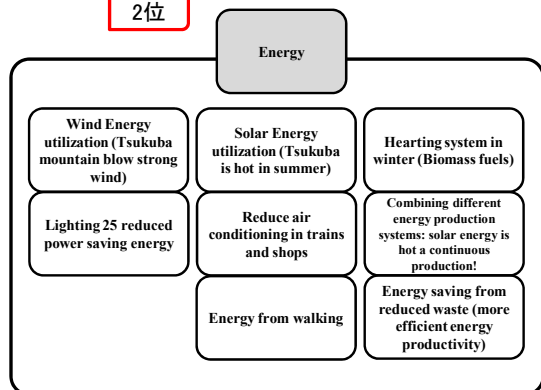 2位
Energy
Wind Energy
utilization (Tsukuba
mountain blow strong
wind)
Solar Energy
utilization (Tsukuba
is hot in summer)
Hearting system in
winter (Biomass fuels)
Lighting 25 reduced
power saving energy
Reduce air
conditioning in trains
and shops
Combining different
energy production
systems: solar energy is
hot a continuous
production!
Energy from walking
Energy saving from
reduced waste (more
efficient energy
productivity)